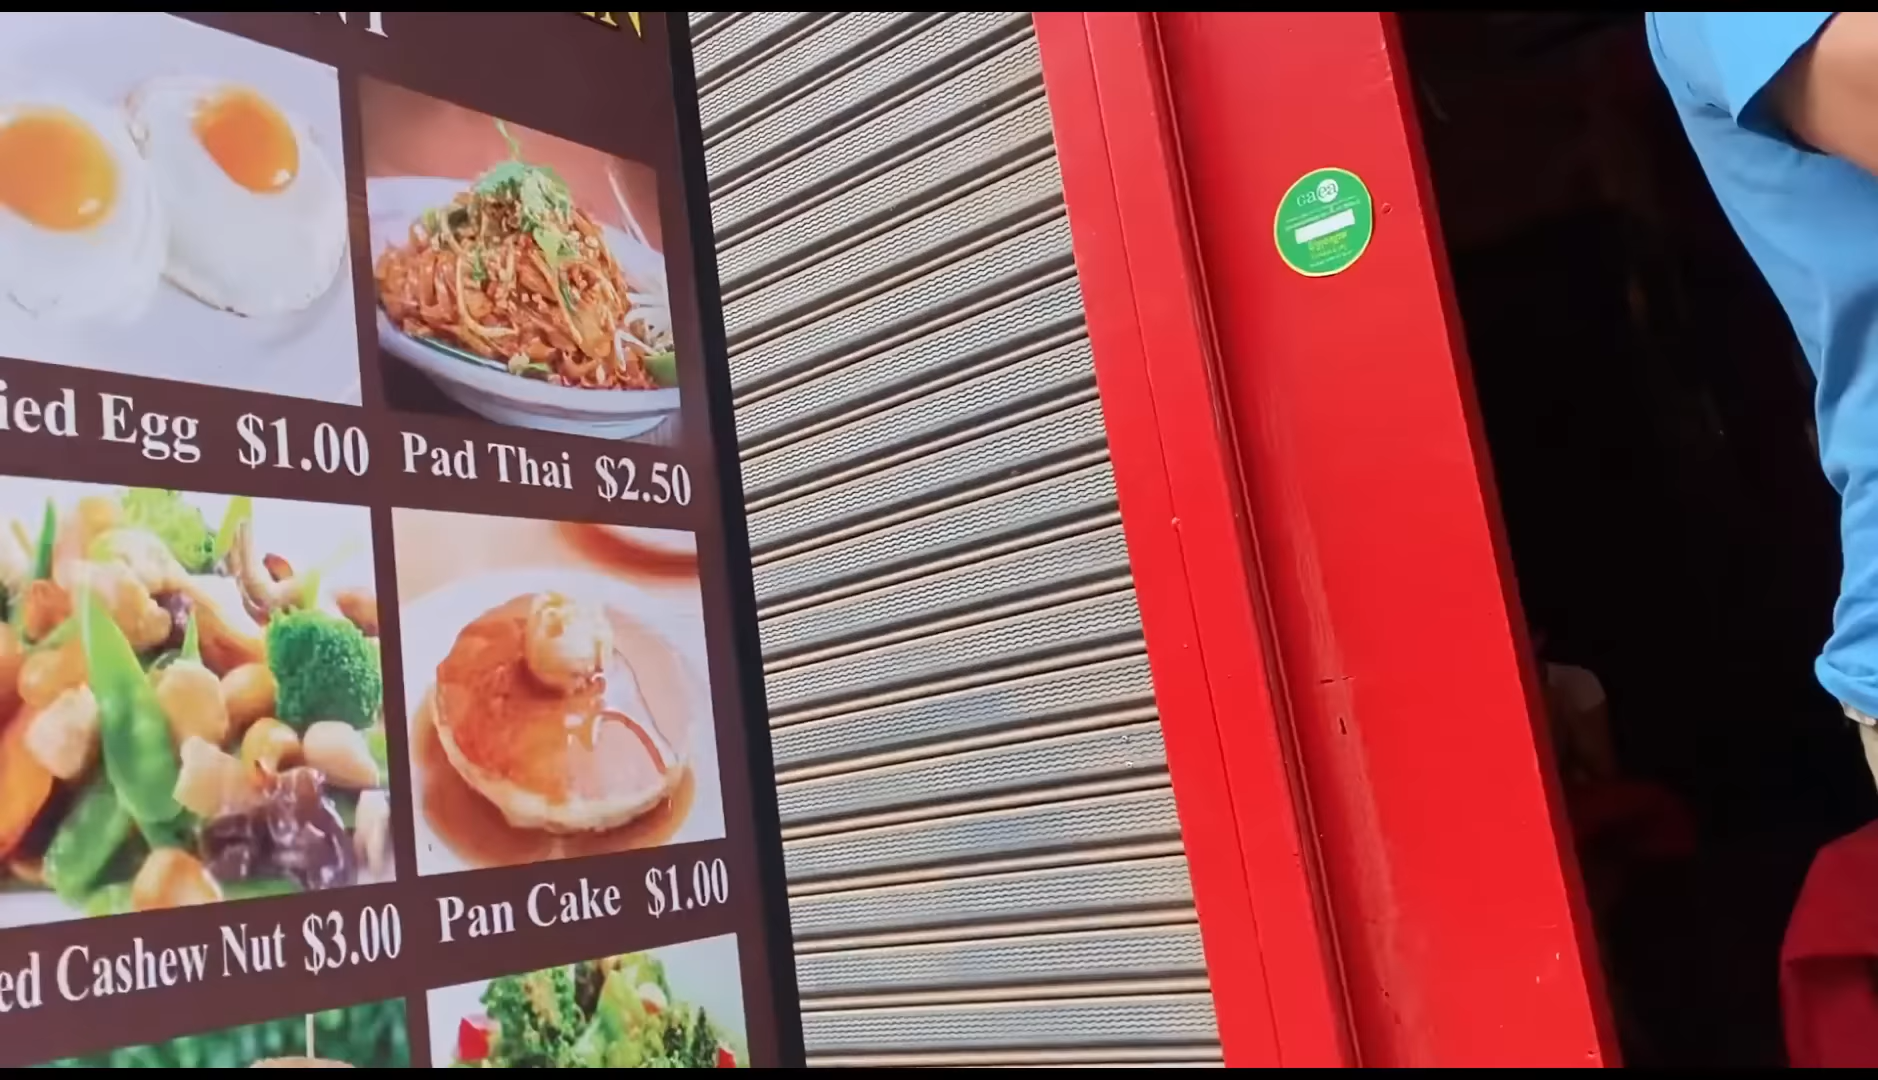 ied Egg $1.00
Pad Thai $2.50
ed Cashew Nut $3.00
Pan Cake $1.00